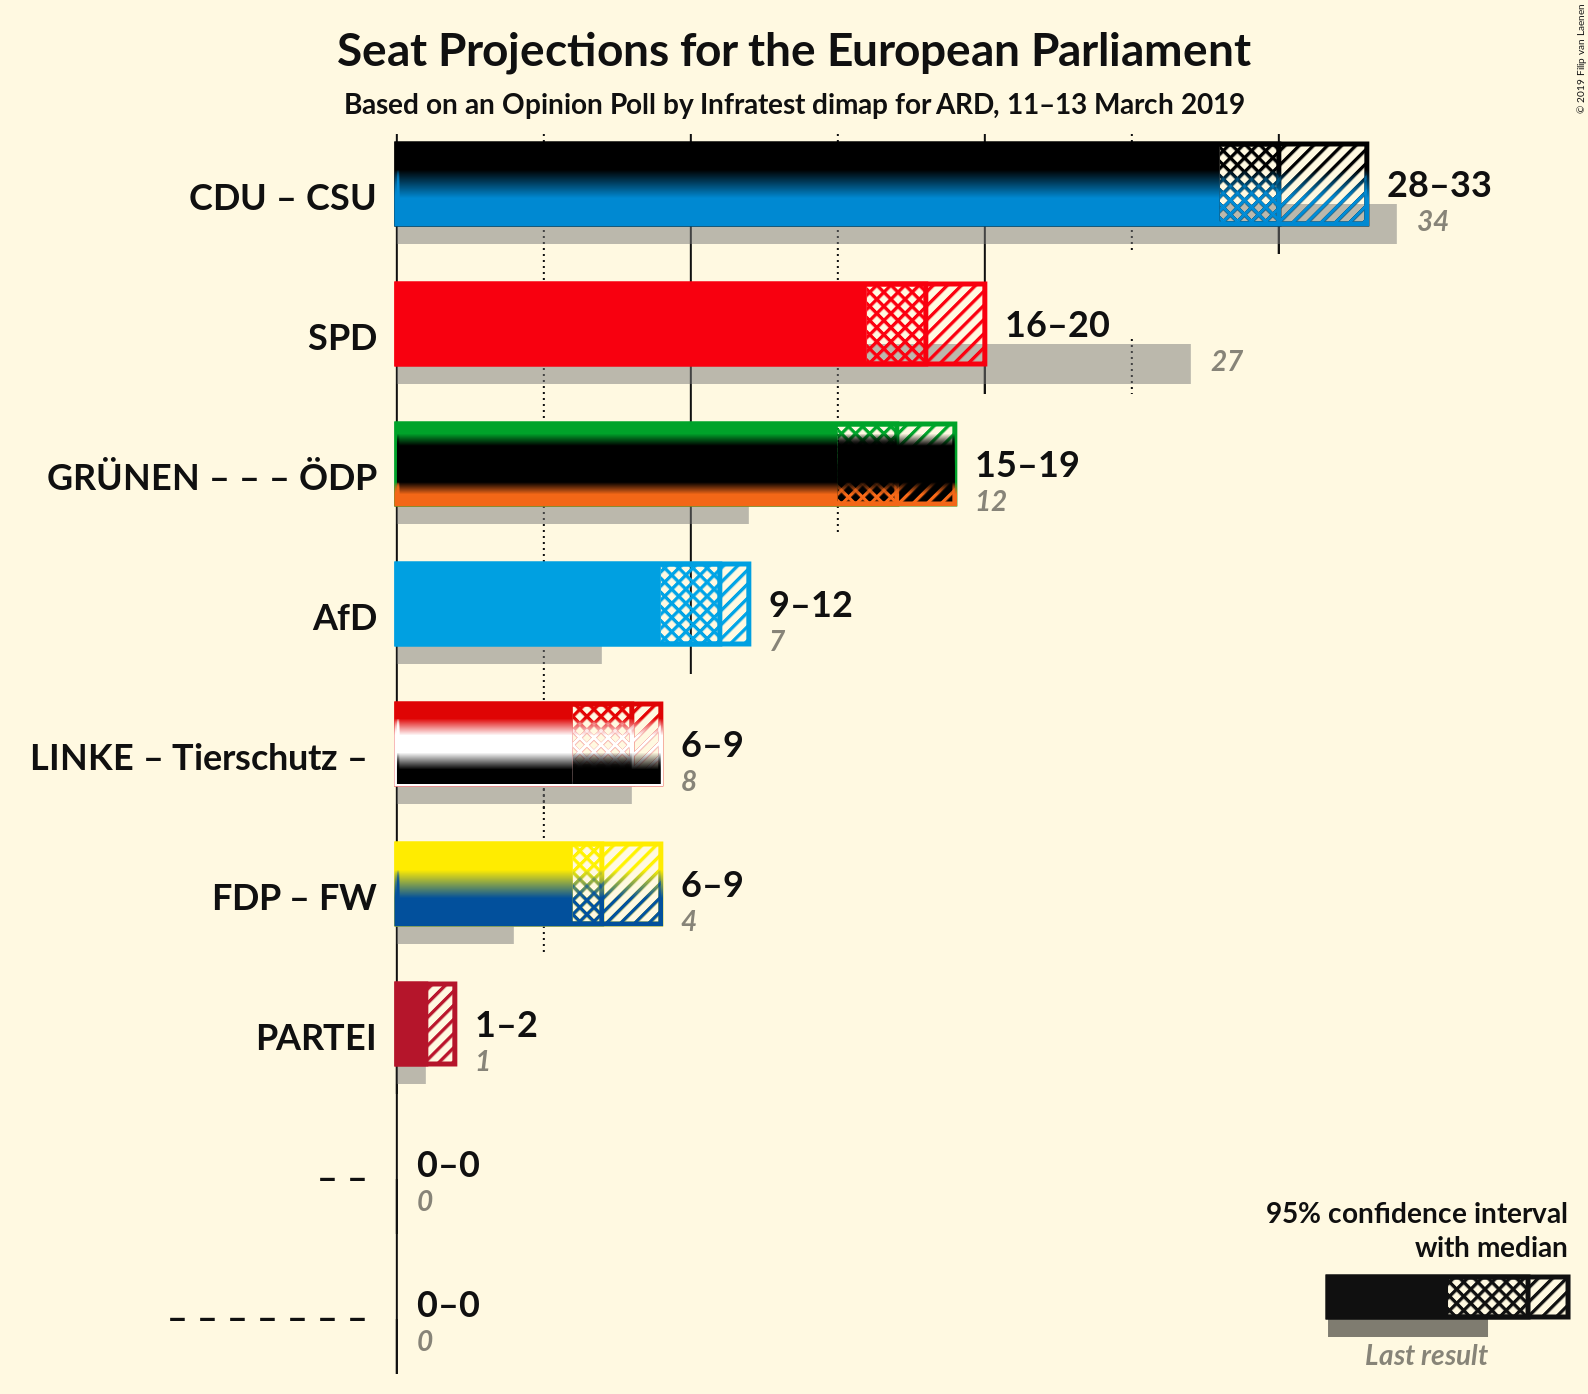 Seat Projections for the European Parliament
Based on an Opinion Poll by Infratest dimap for ARD, 11–13 March 2019
© 2019 Filip van Laenen
CDU – CSU
28–33
34
SPD
16–20
27
GRÜNEN – – – ÖDP
15–19
12
AfD
9–12
7
LINKE – Tierschutz –
6–9
8
FDP – FW
6–9
4
PARTEI
1–2
1
– –
0–0
0
– – – – – – –
0–0
0
95% confidence interval
with median
Last result